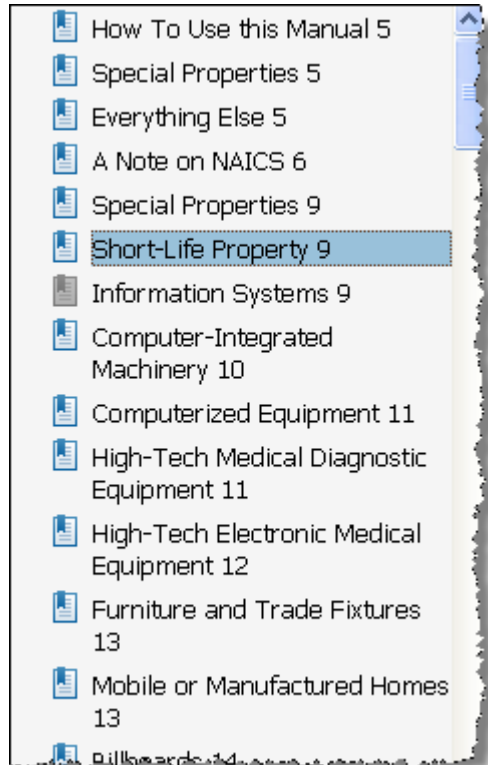 How To Use this Manual 5
Special Properties 5
Everything Else 5
A Note on NAICS 6
Special Properties 9
Short-Life Property 9
Information Systems 9
Computer-Integrated
Machinery 10
Computerized Equipment 11
High-Tech Medical Diagnostic
Equipment 11
High-Tech Electronic Medical
Equipment 12
Furniture and Trade Fixtures
13
Mobile or Manufactured Homes
13
Billboards 14